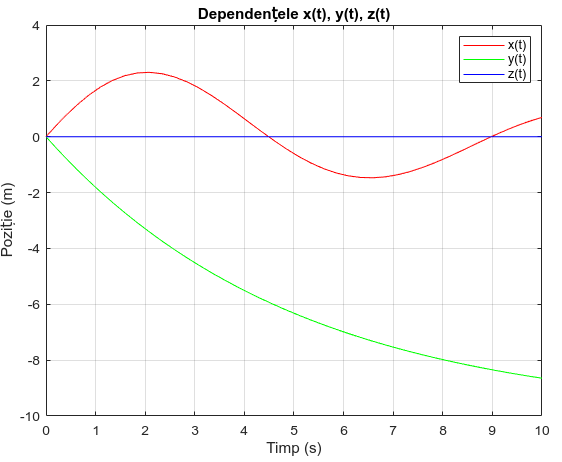 Dependențele x(t), y(t), z(t)
x(t)
y(t)
z(t)
4
2
0
-2
-4
-6
-8
-10
Poziție (m)
0 1 2 3 4 5 6 7 8 9 10
Timp (s)